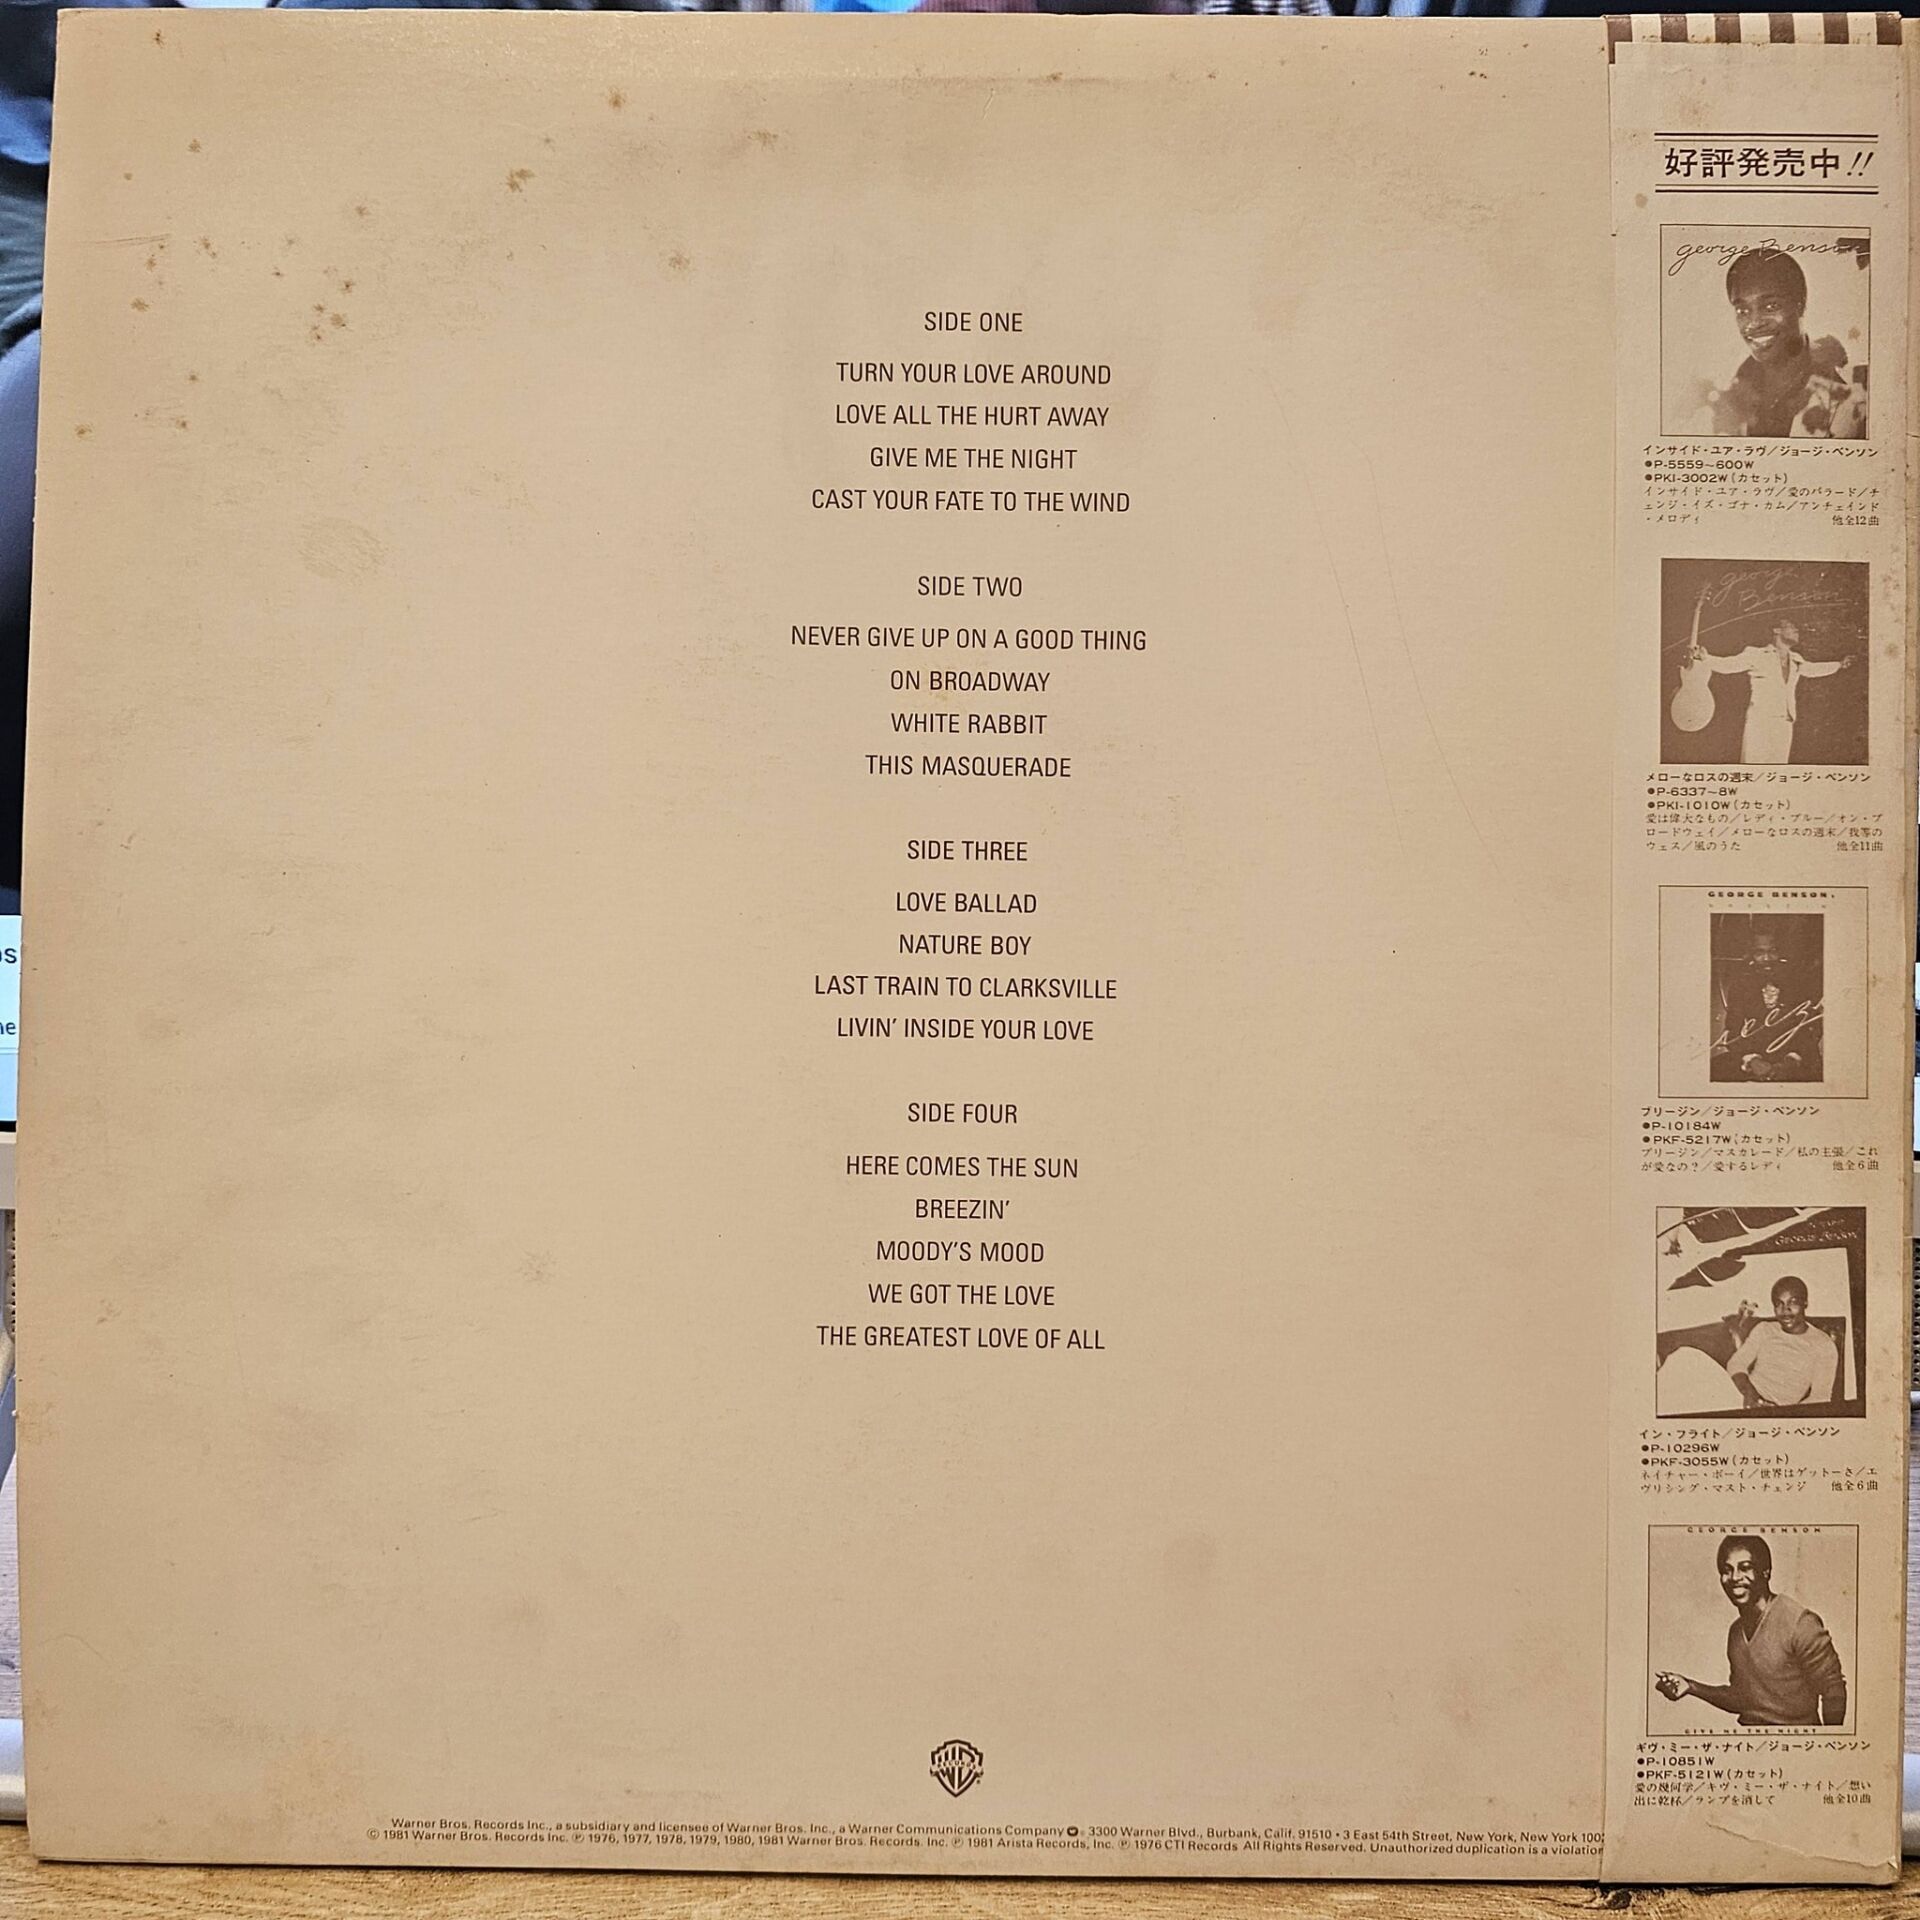 SIDE ONE
TURN YOUR LOVE AROUND
LOVE ALL THE HURT AWAY
GIVE ME THE NIGHT
CAST YOUR FATE TO THE WIND
SIDE TWO
NEVER GIVE UP ON A GOOD THING
ON BROADWAY
WHITE RABBIT
THIS MASQUERADE
SIDE THREE
LOVE BALLAD
NATURE BOY
LAST TRAIN TO CLARKSVILLE
LIVIN' INSIDE YOUR LOVE
SIDE FOUR
HERE COMES THE SUN
BREEZIN'
MOODY'S MOOD
WE GOT THE LOVE
THE GREATEST LOVE OF ALL
Warner Bros. Records Inc., a subsidiary and licensee of Warner Bros. Inc., a Warner Communications Company 3300 Warner Blvd., Burbank, Calif. 91510 • 3 East 54th Street, New York, New York
© 1981 Warner Bros. Records Inc. ℗ 1976, 1977, 1978, 1979, 1980, 1981 Warner Bros. Records. Inc. ℗ 1981 Arista Records, Inc. ℗ 1976 CTI Records All Rights Reserved. Unauthorized duplication is a violation
好評発売中!!
george Benson
インサイド・ユア・ラヴ/ジョージ・ベンソン
●P-5559~600W
●PKI-3002W(カセット)
インサイド・ユア・ラヴ/愛のバラード/チ
ェンジ・イズ・ゴナ・カム/アンチェインド
・メロディ 他全12曲
george
Benson
メローなロスの週末/ジョージ・ベンソン
●P-6337~8W
●PKI-1010W(カセット)
愛は偉大なもの/レディ・ブルー/オン・ブ
ロードウェイ/メローなロスの週末/我等の
ウェス/風のうた 他全11曲
GEORGE BENSON
ブリージン/ジョージ・ベンソン
●P-10184W
●PKF-5217W(カセット)
ブリージン/マスカレード/私の主張/これ
が愛なの?/愛するレディ 他全6曲
George Benson
イン・フライト/ジョージ・ベンソン
●P-10296W
●PKF-3055W(カセット)
ネイチャー・ボーイ/世界はゲットーさ/エ
ヴリシング・マスト・チェンジ 他全6曲
GEORGE BENSON
GIVE ME THE NIGHT
ギヴ・ミー・ザ・ナイト/ジョージ・ベンソン
●P-10851W
●PKF-5121W(カセット)
愛の幾何学/ギヴ・ミー・ザ・ナイト/想い
出に乾杯/ランプを消して 他全10曲